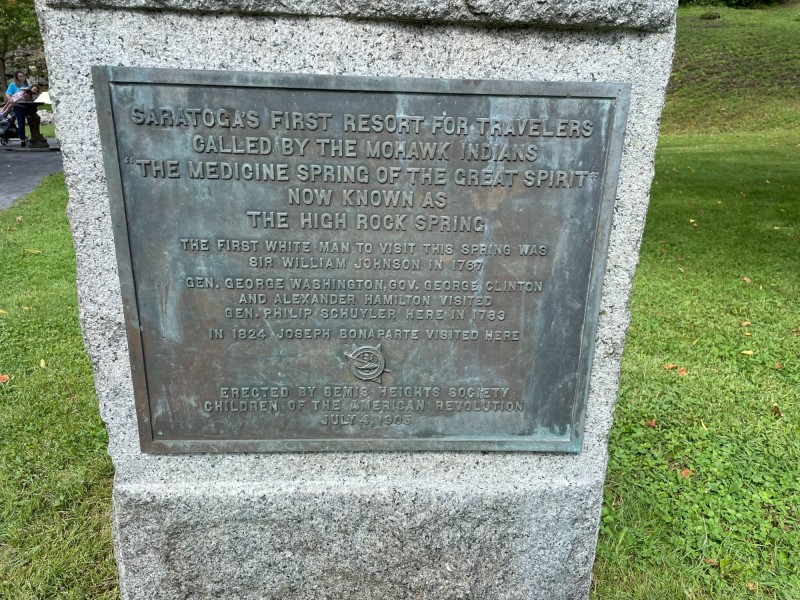 SARATOGA'S FIRST RESORT FOR TRAVELERS
CALLED BY THE MOHAWK INDIANS
"THE MEDICINE SPRING OF THE GREAT SPIRIT"
NOW KNOWN AS
THE HIGH ROCK SPRING
THE FIRST WHITE MAN TO VISIT THIS SPRING WAS
SIR WILLIAM JOHNSON IN 1767
GEN. GEORGE WASHINGTON, GOV. GEORGE CLINTON
AND ALEXANDER HAMILTON VISITED
GEN. PHILIP SCHUYLER HERE IN 1783
IN 1824 JOSEPH BONAPARTE VISITED HERE
ERECTED BY BEMIS HEIGHTS SOCIETY
CHILDREN OF THE AMERICAN REVOLUTION
JULY 4, 1905